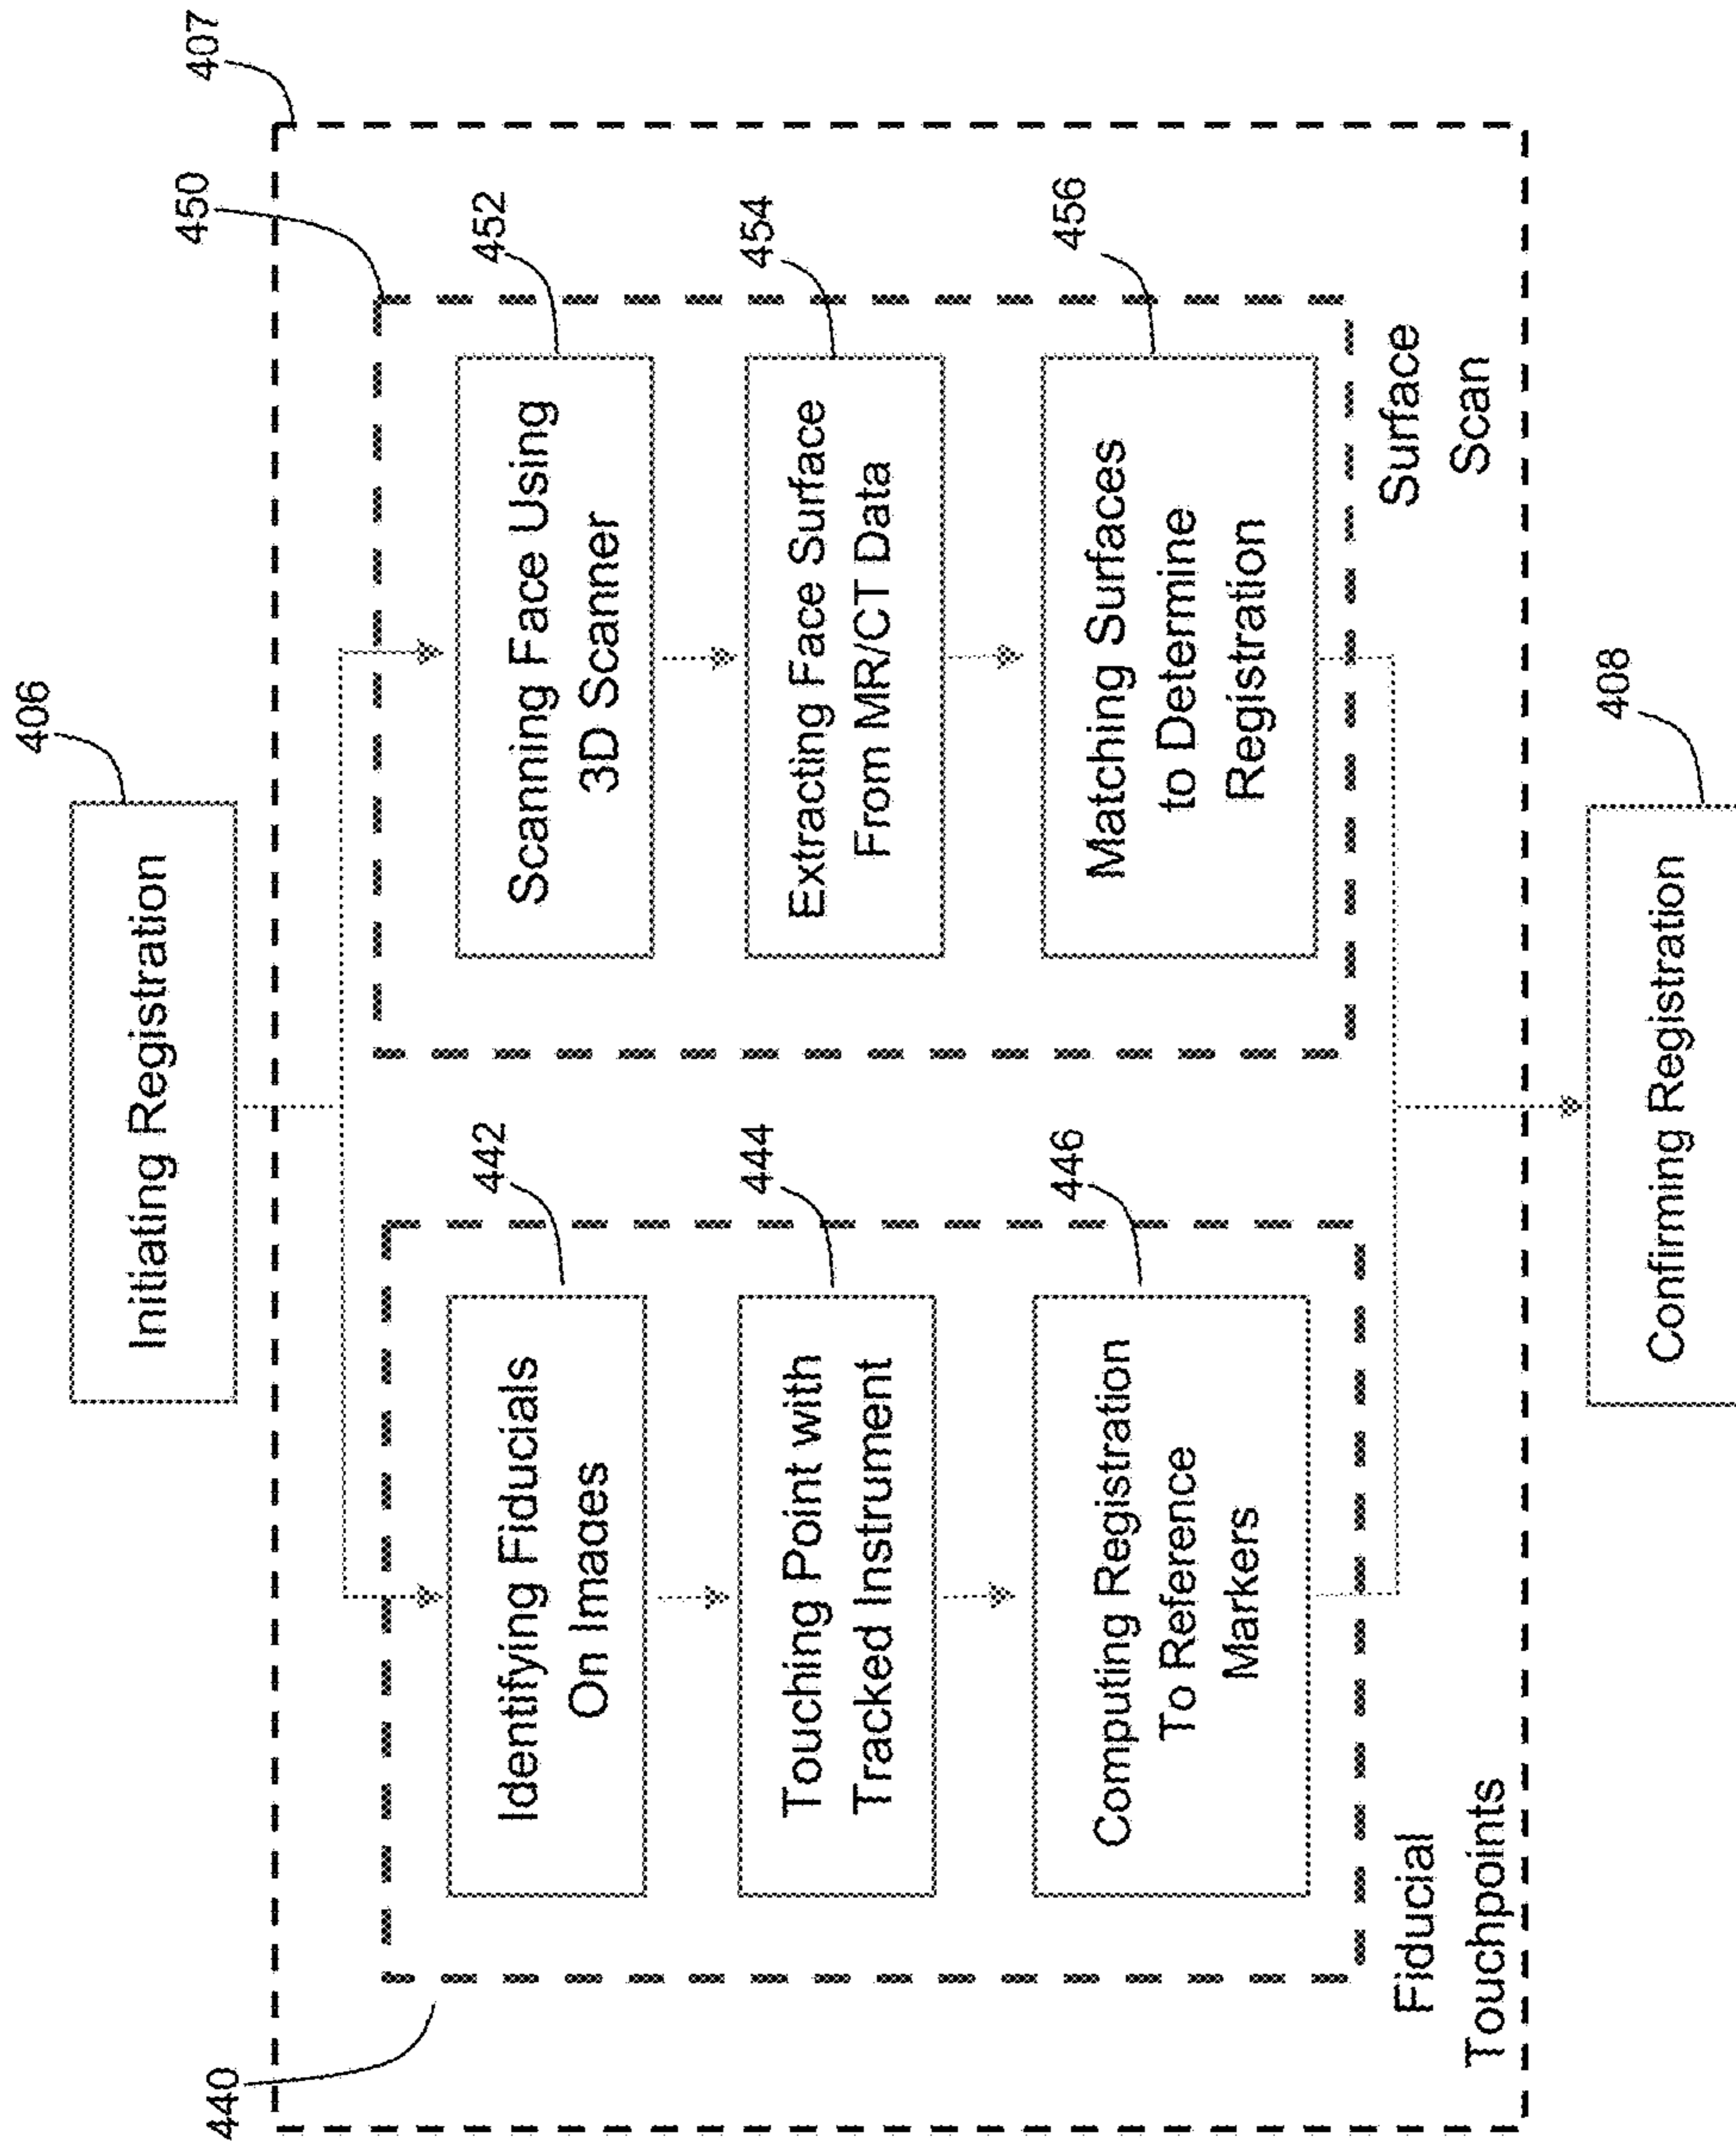 406
Initiating Registration
407
450
440
442
452
Identifying Fiducials
On Images
Scanning Face Using
3D Scanner
444
454
Touching Point with
Tracked Instrument
Extracting Face Surface
From MR/CT Data
446
456
Computing Registration
To Reference
Markers
Matching Surfaces
to Determine
Registration
Fiducial
Touchpoints
Surface
Scan
408
Confirming Registration